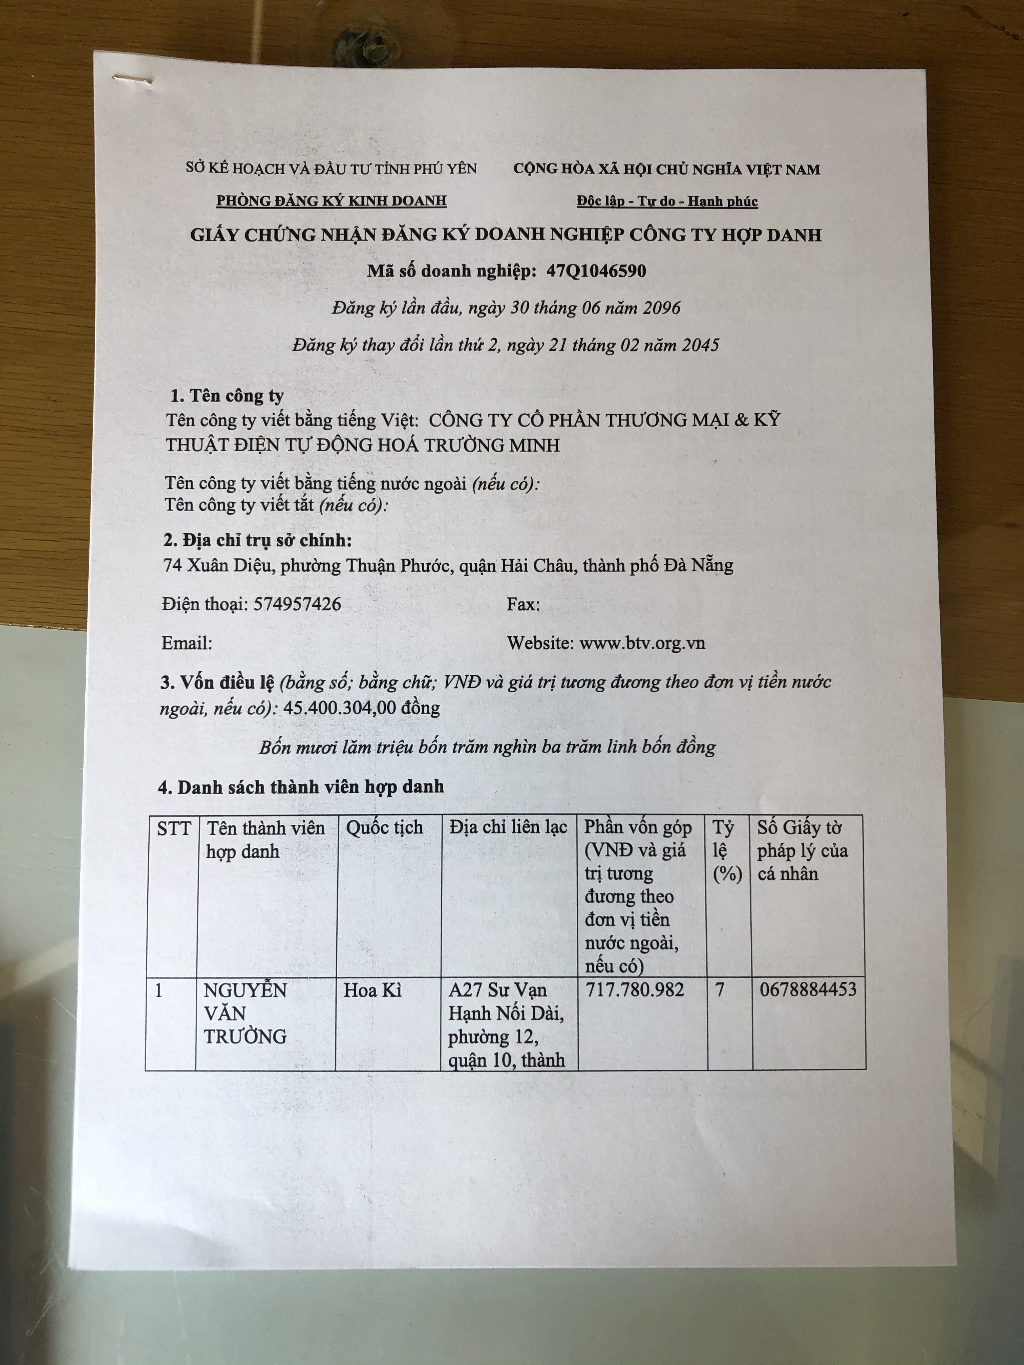 SỞ KẾ HOẠCH VÀ ĐẦU TƯ TỈNH PHÚ YÊN
CỘNG HÒA XÃ HỘI CHỦ NGHĨA VIỆT NAM
PHÒNG ĐĂNG KÝ KINH DOANH
Độc lập - Tự do - Hạnh phúc
GIẤY CHỨNG NHẬN ĐĂNG KÝ DOANH NGHIỆP CÔNG TY HỢP DANH
Mã số doanh nghiệp: 47Q1046590
Đăng ký lần đầu, ngày 30 tháng 06 năm 2096
Đăng ký thay đổi lần thứ 2, ngày 21 tháng 02 năm 2045
1. Tên công ty
Tên công ty viết bằng tiếng Việt: CÔNG TY CỔ PHẦN THƯƠNG MẠI & KỸ
THUẬT ĐIỆN TỰ ĐỘNG HOÁ TRƯỜNG MINH
Tên công ty viết bằng tiếng nước ngoài (nếu có):
Tên công ty viết tắt (nếu có):
2. Địa chỉ trụ sở chính:
74 Xuân Diệu, phường Thuận Phước, quận Hải Châu, thành phố Đà Nẵng
Điện thoại: 574957426
Fax:
Email:
Website: www.btv.org.vn
3. Vốn điều lệ (bằng số; bằng chữ; VNĐ và giá trị tương đương theo đơn vị tiền nước
ngoài, nếu có): 45.400.304,00 đồng
Bốn mươi lăm triệu bốn trăm nghìn ba trăm linh bốn đồng
4. Danh sách thành viên hợp danh
STT
Tên thành viên
hợp danh
Quốc tịch
Địa chỉ liên lạc
Phần vốn góp
(VNĐ và giá
trị tương
đương theo
đơn vị tiền
nước ngoài,
nếu có)
Tỷ
lệ
(%)
Số Giấy tờ
pháp lý của
cá nhân
1
NGUYỄN
VĂN
TRƯỜNG
Hoa Kì
A27 Sư Vạn
Hạnh Nối Dài,
phường 12,
quận 10, thành
717.780.982
7
0678884453